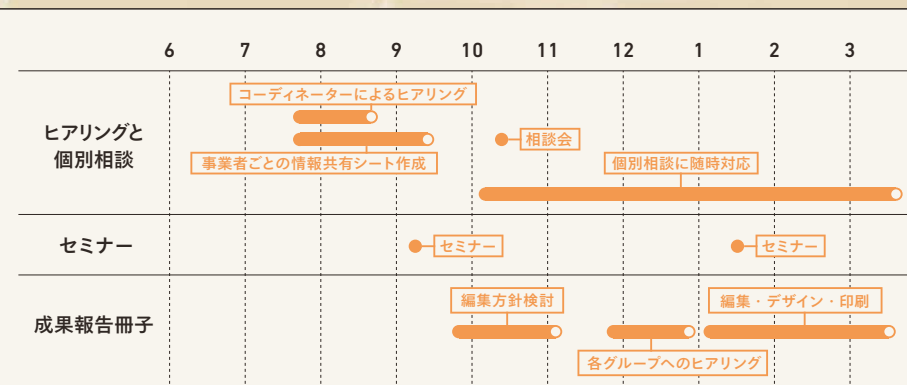 6 7 8 9 10 11 12 1 2 3
ヒアリングと
個別相談
コーディネーターによるヒアリング
事業者ごとの情報共有シート作成
相談会
個別相談に随時対応
セミナー
セミナー
セミナー
成果報告冊子
編集方針検討
各グループへのヒアリング
編集・デザイン・印刷